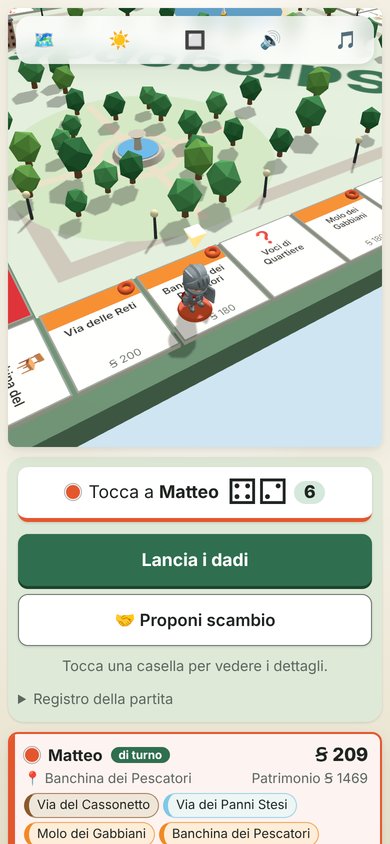 Molo dei
Gabbiani
Voci di
Quartiere
dei
S 180
Via delle Reti
S 200
del
Tocca a Matteo 6
Lancia i dadi
🤝 Proponi scambio
Tocca una casella per vedere i dettagli.
▶ Registro della partita
Matteo di turno S 209
📍 Banchina dei Pescatori Patrimonio S 1469
Via del Cassonetto Via dei Panni Stesi
Molo dei Gabbiani Banchina dei Pescatori